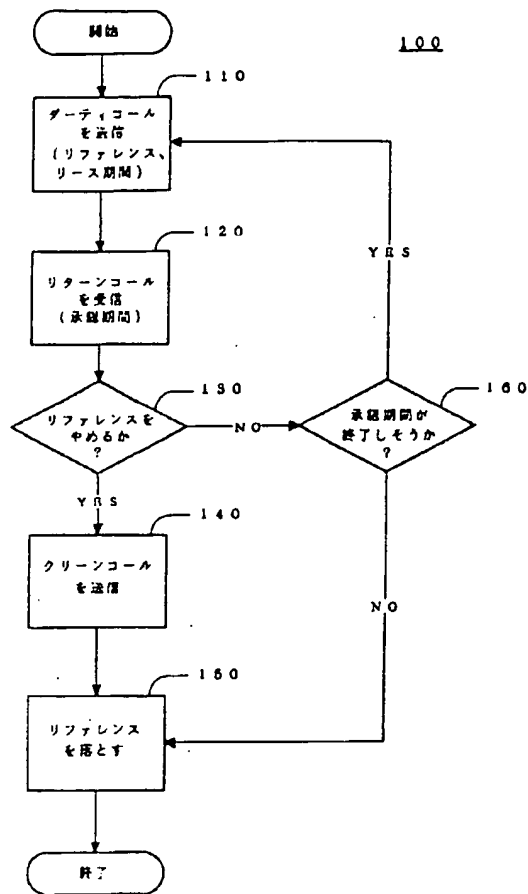 開始
100
110
ダーティコール
を送信
(リファレンス、
リース期間)
120
リターンコール
を受信
(承継期間)
130
リファレンスを
やめるか
?
NO
YES
160
承継期間が
終了しそうか
?
YES
NO
140
クリーンコール
を送信
150
リファレンス
を落とす
終了